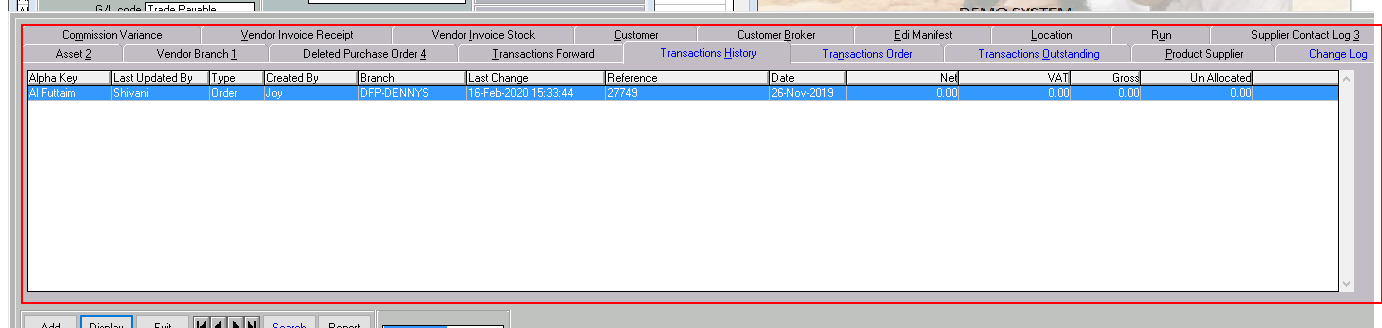 G/L code Trade Payable
DEMO SYSTEM
Commission Variance Vendor Invoice Receipt Vendor Invoice Stock Customer Customer Broker Edi Manifest Location Run Supplier Contact Log 3
Asset 2 Vendor Branch 1 Deleted Purchase Order 4 Transactions Forward Transactions History Transactions Order Transactions Outstanding Product Supplier Change Log
Alpha Key Last Updated By Type Created By Branch Last Change Reference Date Net VAT Gross Un Allocated
Al Futtaim Shivani Order Joy DFP-DENNYS 16-Feb-2020 15:33:44 27749 26-Nov-2019 0.00 0.00 0.00 0.00
Add Display Exit Search Report